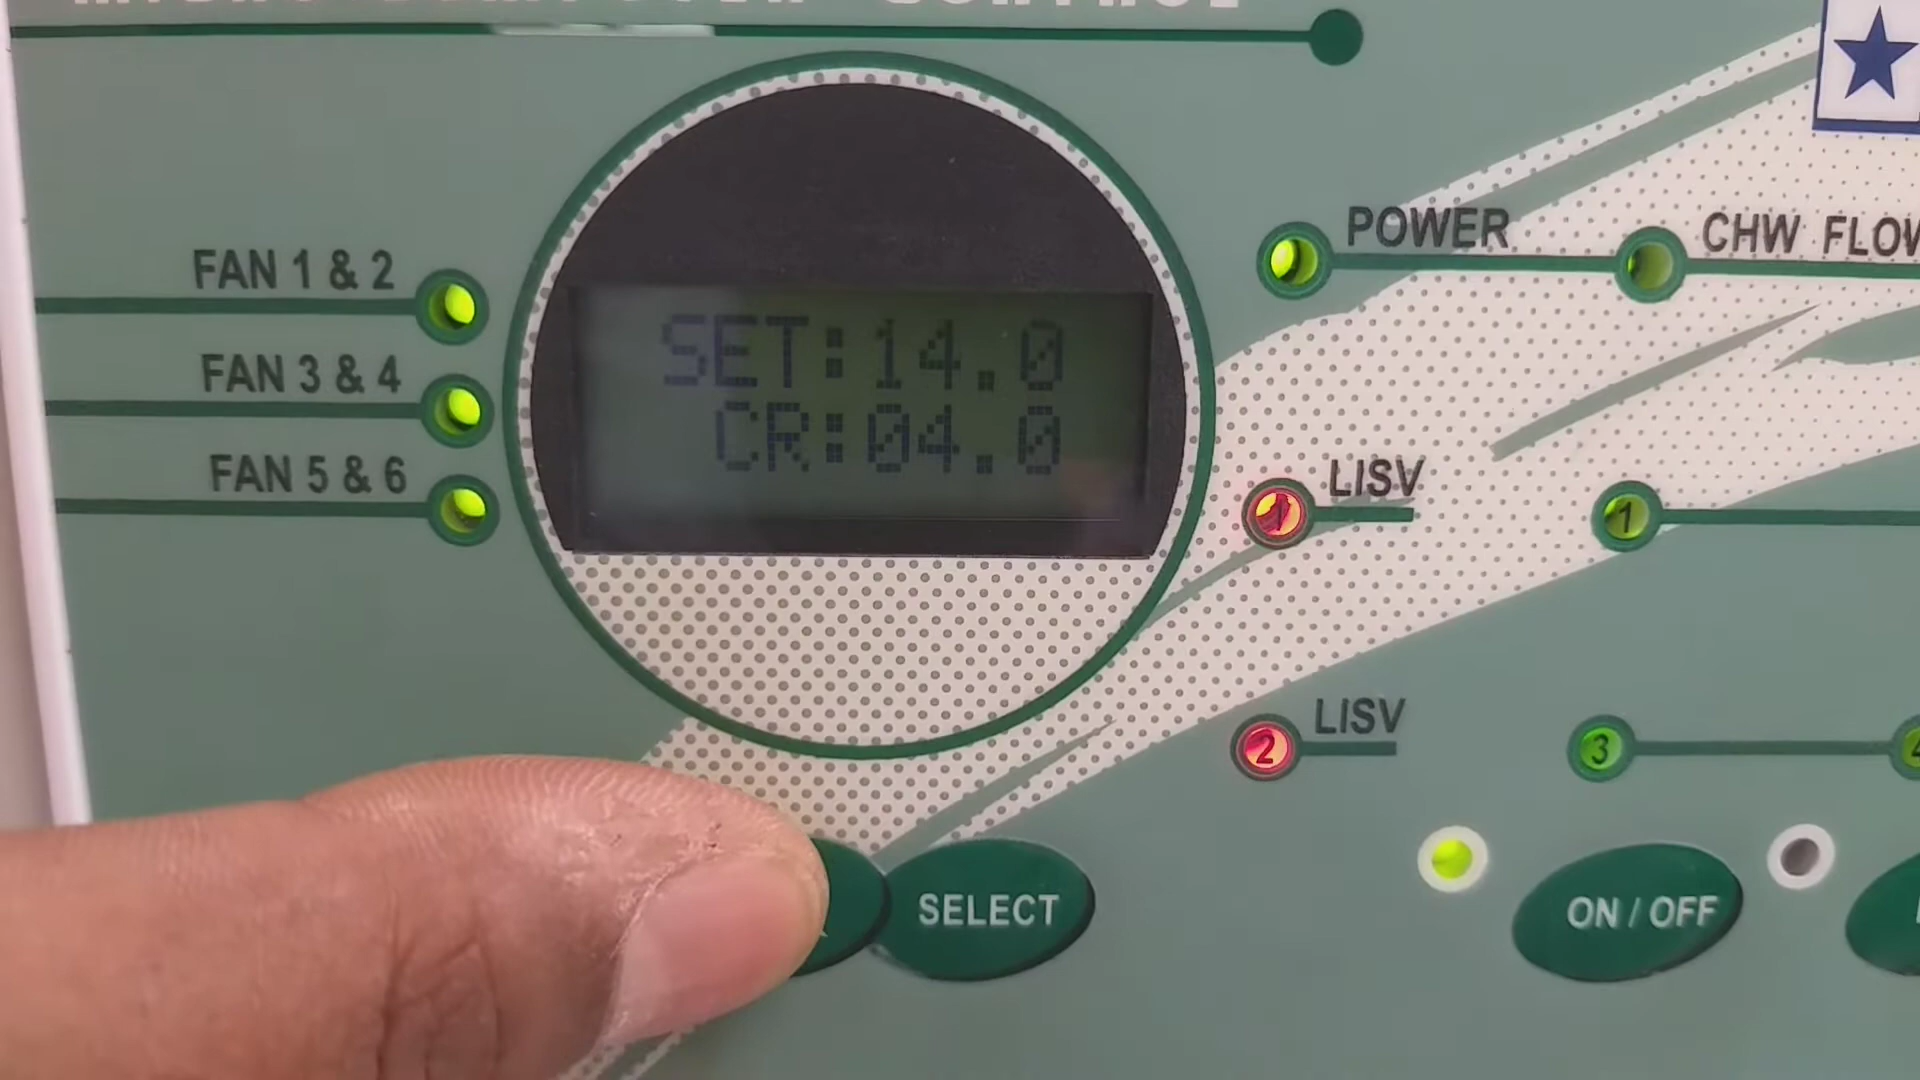 FAN 1 & 2
FAN 3 & 4
FAN 5 & 6
SET:14.0
CR:04.0
POWER
CHW
LISV
1
1
LISV
2
3
SELECT
ON / OFF